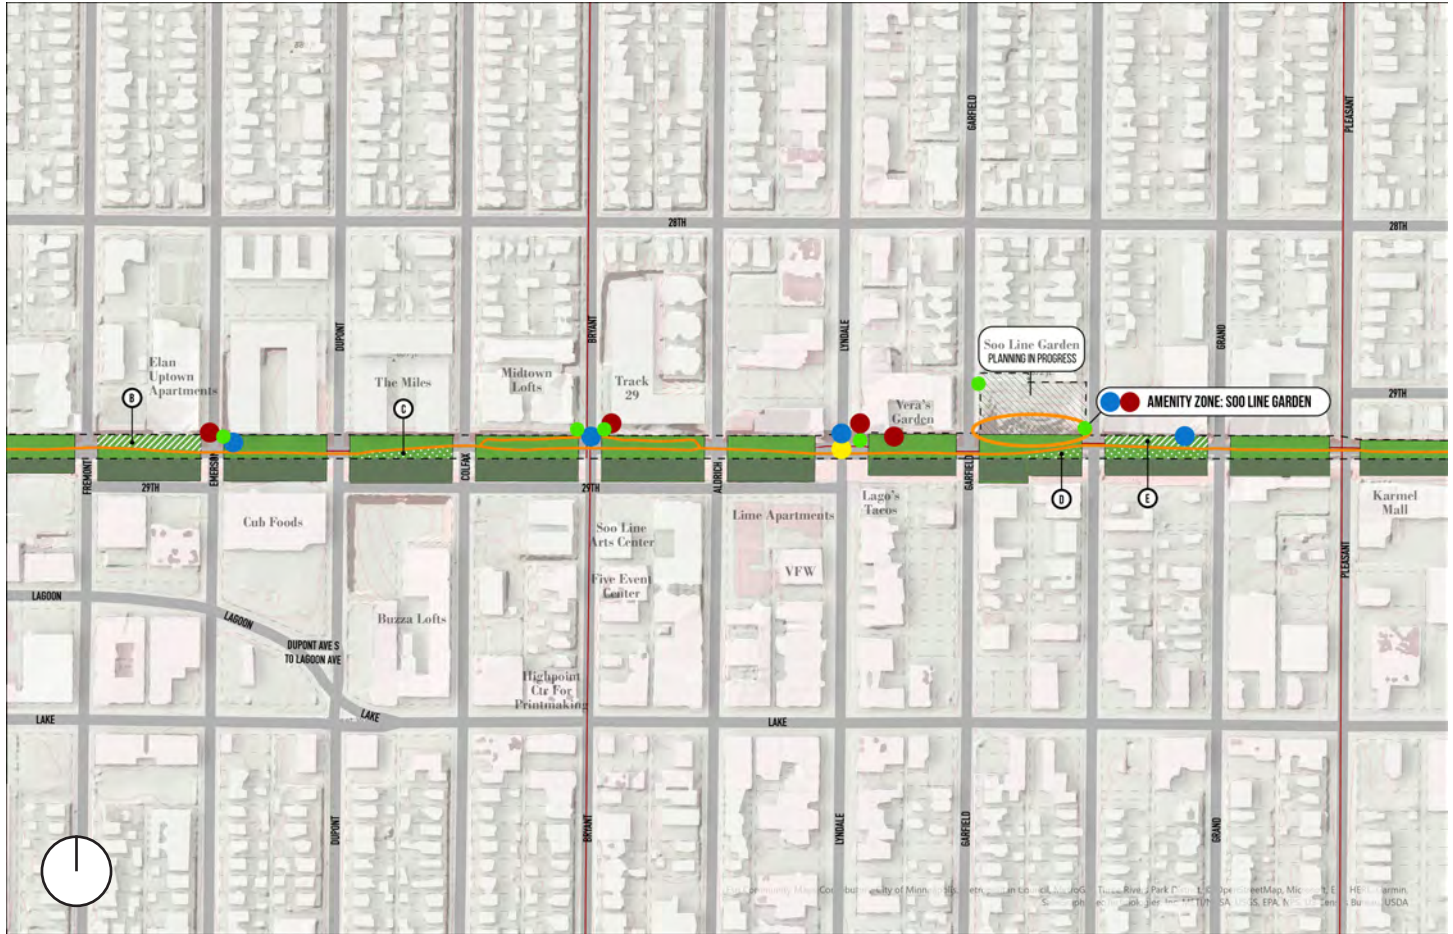 GARFIELD
PLEASANT
28TH
28TH
DUPONT
BRYANT
LYNDALE
GRAND
Soo Line Garden
PLANNING IN PROGRESS
Elan
Uptown
Apartments
The Miles
Midtown
Lofts
Track
29
Vera's
Garden
AMENITY ZONE: SOO LINE GARDEN
29TH
B
C
FREMONT
EMERSON
COLFAX
ALDRICH
GARFIELD
29TH
29TH
D
E
Cub Foods
Soo Line
Arts Center
Lime Apartments
Lago's
Tacos
Karmel
Mall
VFW
Five Event
Center
PLEASANT
LAGOON
LAGOON
Buzza Lofts
DUPONT AVE S
TO LAGOON AVE
Highpoint
Ctr For
Printmaking
LAKE
LAKE
LAKE
DUPONT
BRYANT
LYNDALE
GARFIELD
GRAND